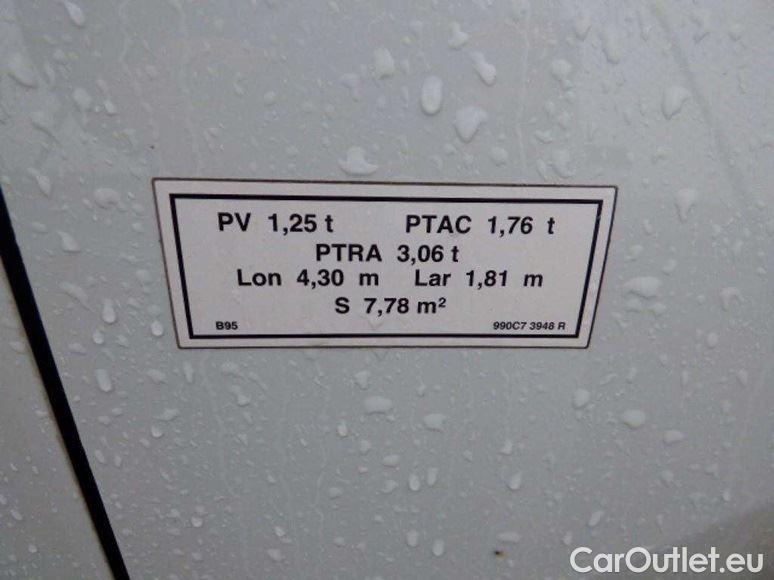 PV 1,25 t PTAC 1,76 t
PTRA 3,06 t
Lon 4,30 m Lar 1,81 m
S 7,78 m²
B95 990C7 3948 R
CarOutlet.eu